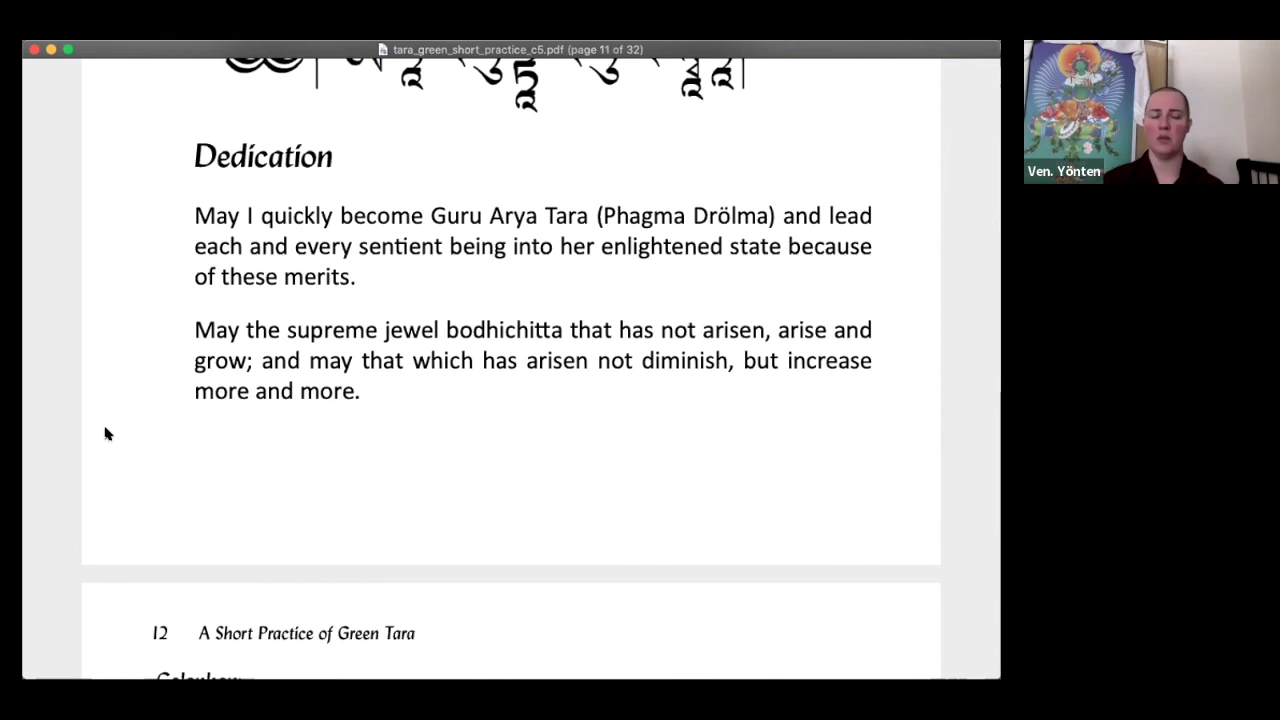 tara_green_short_practice_c5.pdf (page 11 of 32)
Dedication
May I quickly become Guru Arya Tara (Phagma Drölma) and lead
each and every sentient being into her enlightened state because
of these merits.
May the supreme jewel bodhichitta that has not arisen, arise and
grow; and may that which has arisen not diminish, but increase
more and more.
12 A Short Practice of Green Tara
Ven. Yönten